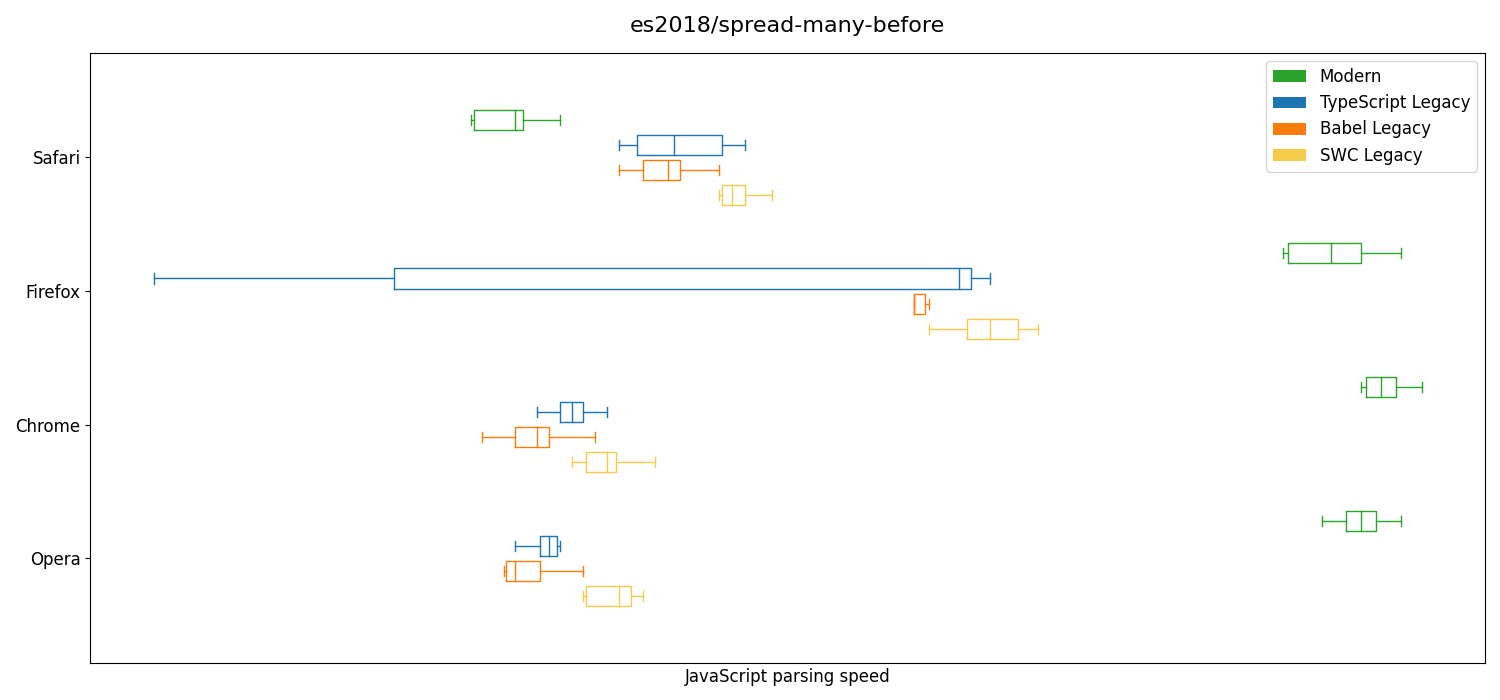 es2018/spread-many-before
Modern
TypeScript Legacy
Babel Legacy
SWC Legacy
Safari
Firefox
Chrome
Opera
JavaScript parsing speed